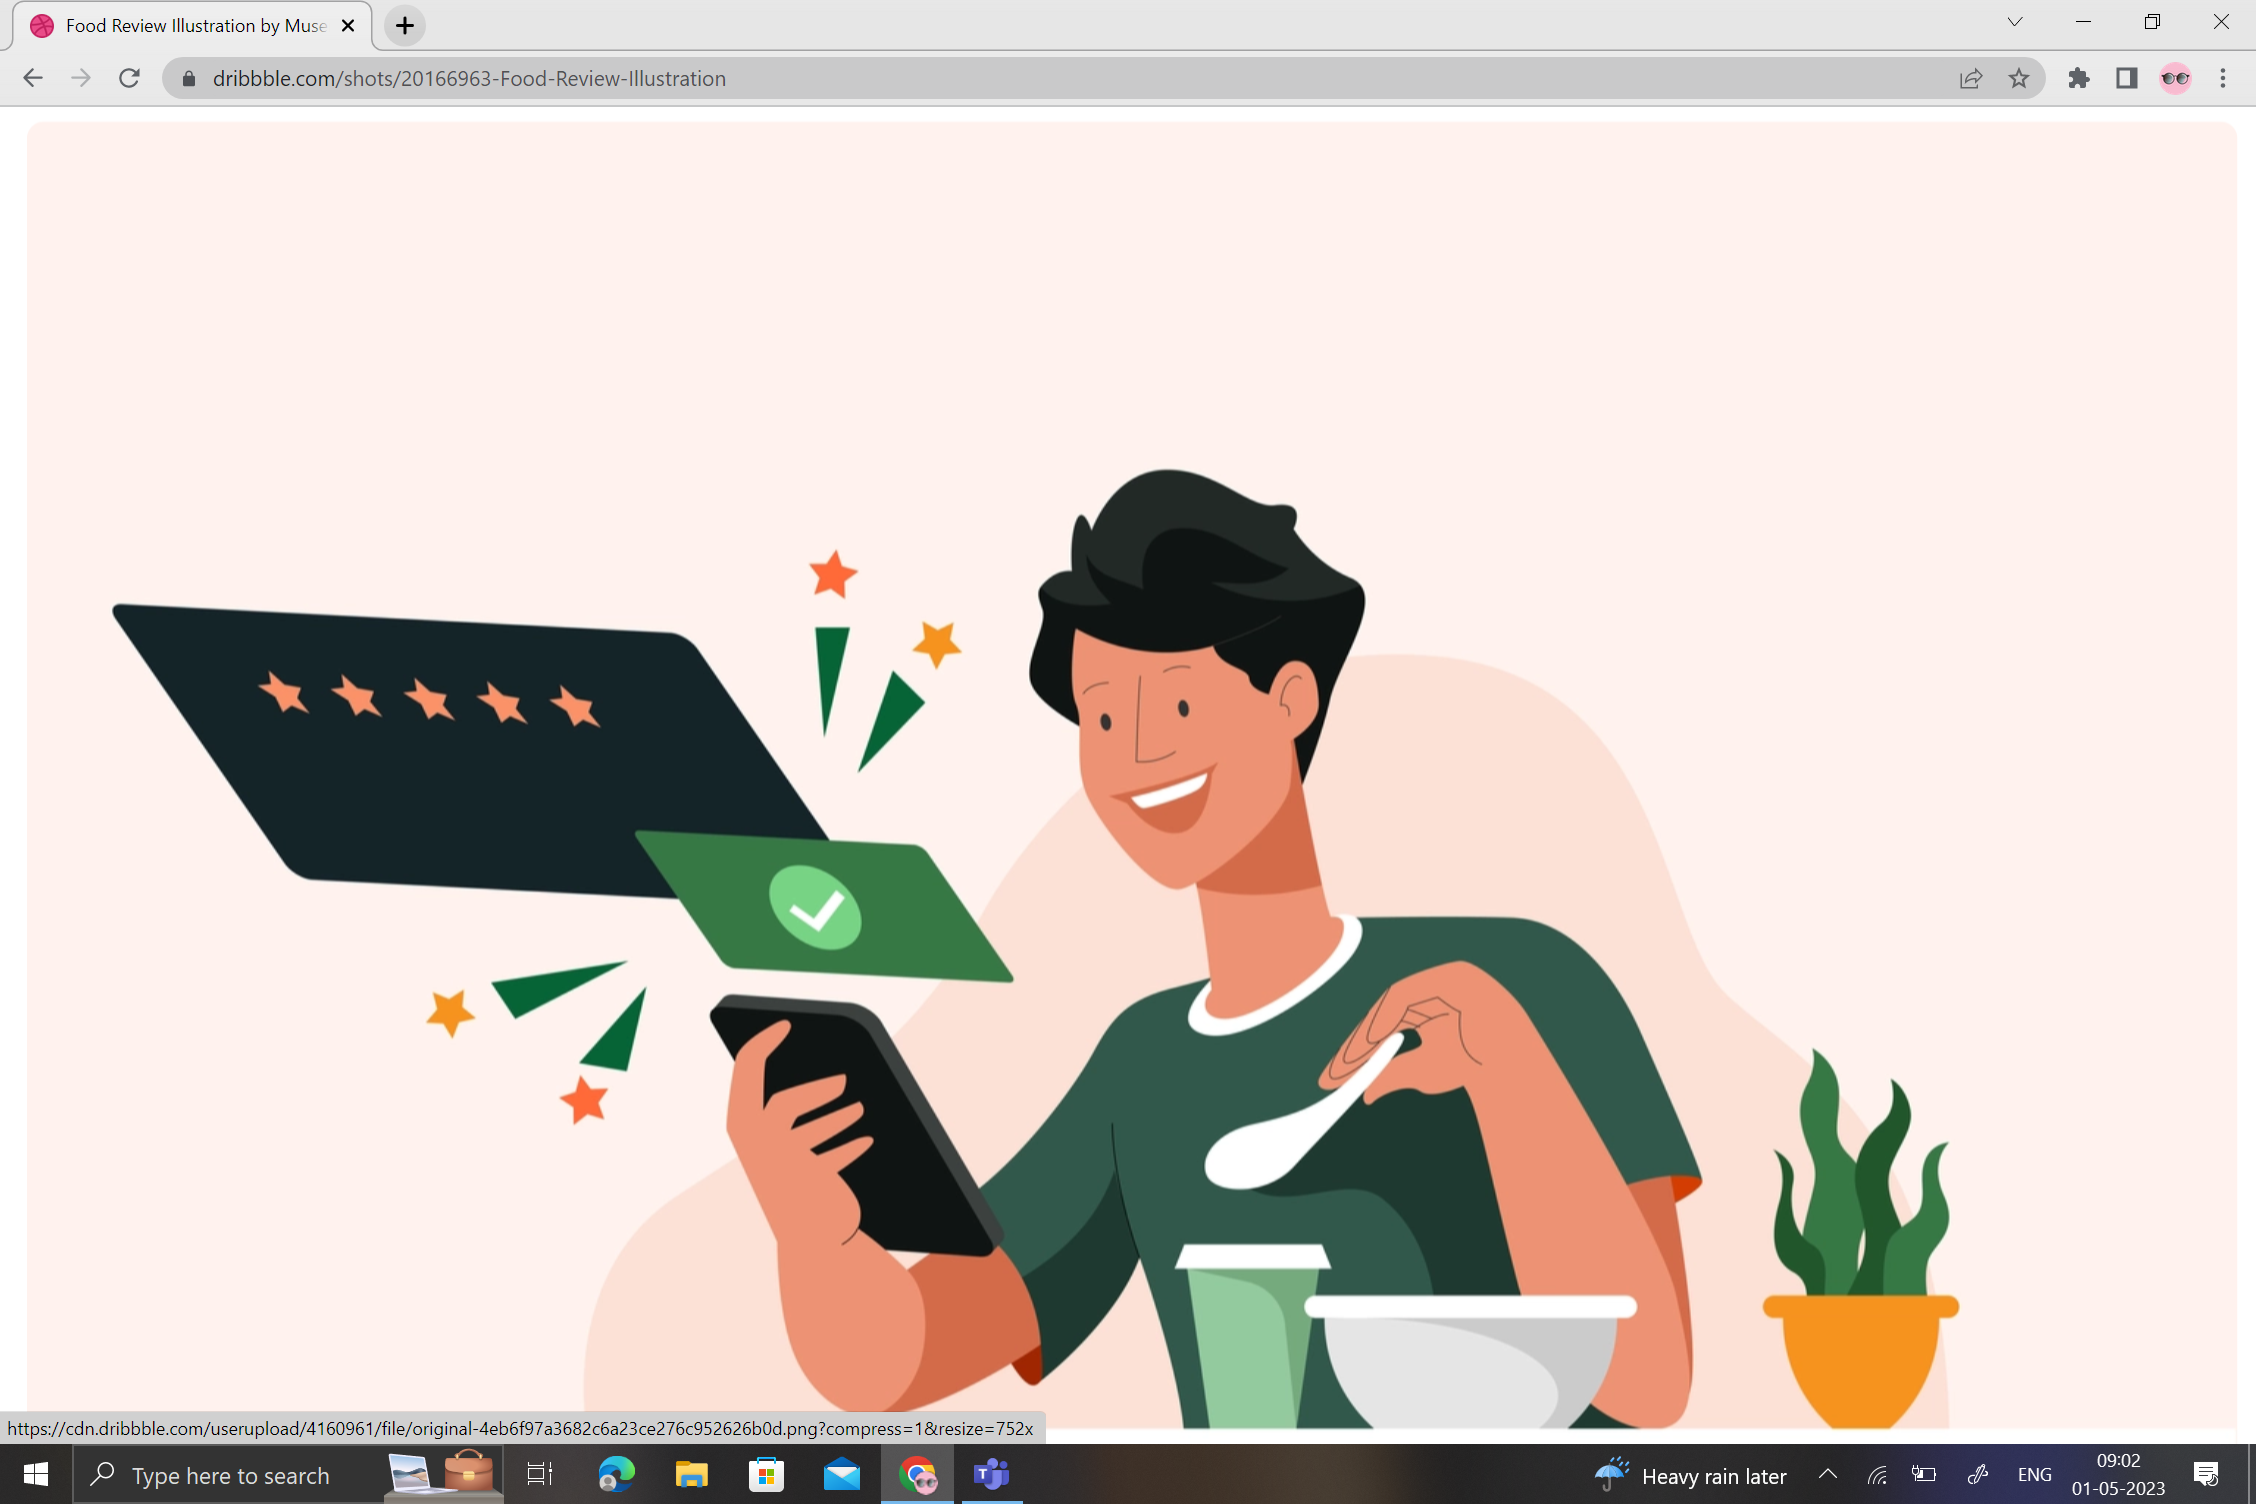 Food Review Illustration by Muse
dribbble.com/shots/20166963-Food-Review-Illustration
https://cdn.dribbble.com/userupload/4160961/file/original-4eb6f97a3682c6a23ce276c952626b0d.png?compress=1&resize=752x
Type here to search
T
Heavy rain later
ENG
09:02
01-05-2023